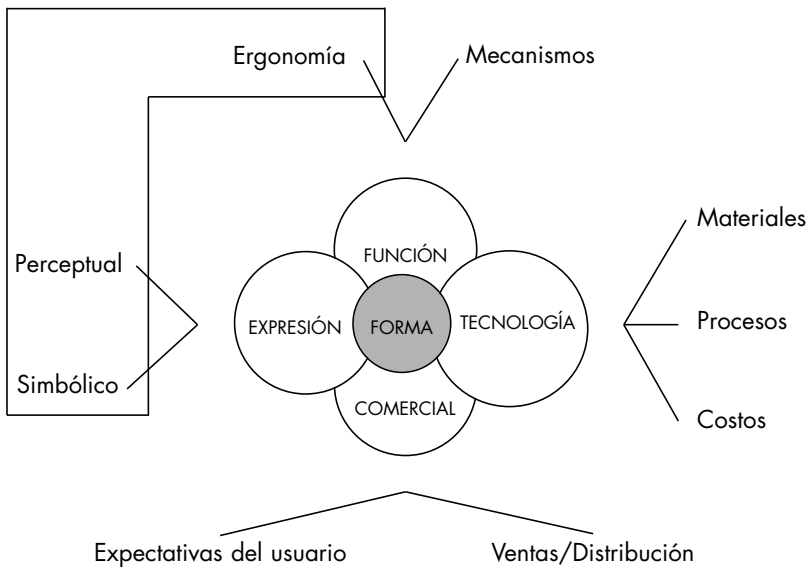 Ergonomía
Mecanismos
Materiales
FUNCIÓN
Perceptual
EXPRESIÓN
FORMA
TECNOLOGÍA
Procesos
Simbólico
COMERCIAL
Costos
Expectativas del usuario
Ventas/Distribución